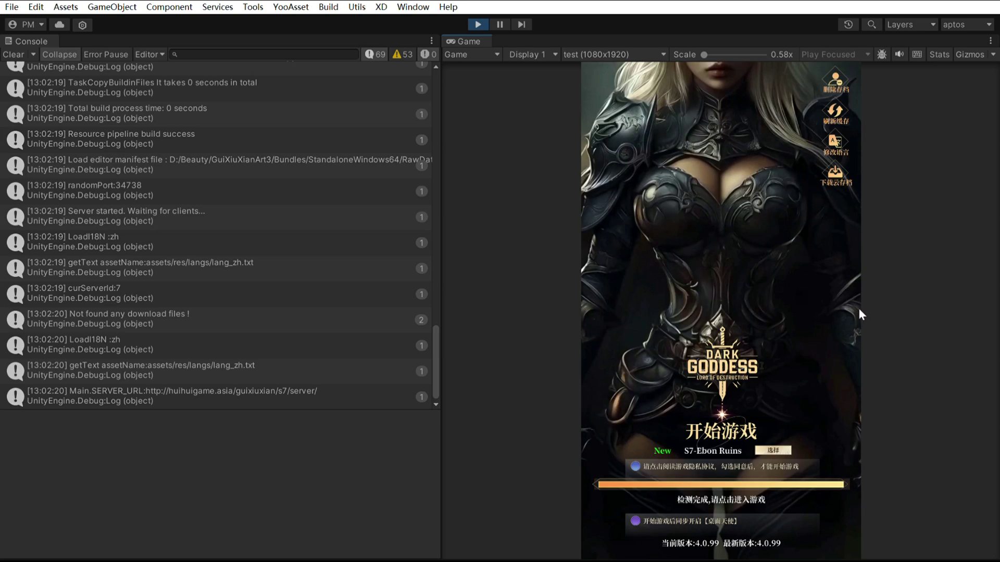 File Edit Assets GameObject Component Services Tools YooAsset Build Utils XD Window Help
PM Layers aptos
Console
Clear Collapse Error Pause Editor 69 53 0
UnityEngine.Debug:Log (object) 1
[13:02:19] TaskCopyBuildinFiles It takes 0 seconds in total
UnityEngine.Debug:Log (object) 1
[13:02:19] Total build process time: 0 seconds
UnityEngine.Debug:Log (object) 1
[13:02:19] Resource pipeline build success
UnityEngine.Debug:Log (object) 1
[13:02:19] Load editor manifest file : D:/Beauty/GuiXiuXianArt3/Bundles/StandaloneWindows64/RawDat
UnityEngine.Debug:Log (object) 1
[13:02:19] randomPort:34738
UnityEngine.Debug:Log (object) 1
[13:02:19] Server started. Waiting for clients...
UnityEngine.Debug:Log (object) 1
[13:02:19] LoadI18N :zh
UnityEngine.Debug:Log (object) 1
[13:02:19] getText assetName:assets/res/langs/lang_zh.txt
UnityEngine.Debug:Log (object) 1
[13:02:19] curServerId:7
UnityEngine.Debug:Log (object) 1
[13:02:20] Not found any download files !
UnityEngine.Debug:Log (object) 2
[13:02:20] LoadI18N :zh
UnityEngine.Debug:Log (object) 1
[13:02:20] getText assetName:assets/res/langs/lang_zh.txt
UnityEngine.Debug:Log (object) 1
[13:02:20] Main.SERVER_URL:http://huihuigame.asia/guixiuxian/s7/server/
UnityEngine.Debug:Log (object) 1
Game
Game Display 1 test (1080x1920) Scale 0.58x Play Focused Stats Gizmos
删除存档
刷新缓存
修改语言
下载云存档
DARK
GODDESS
LORD OF DESTRUCTION
开始游戏
New S7-Ebon Ruins 选择
请点击阅读游戏隐私协议，勾选同意后，才能开始游戏
检测完成,请点击进入游戏
开始游戏后同步开启【桌面天使】
当前版本:4.0.99 最新版本:4.0.99